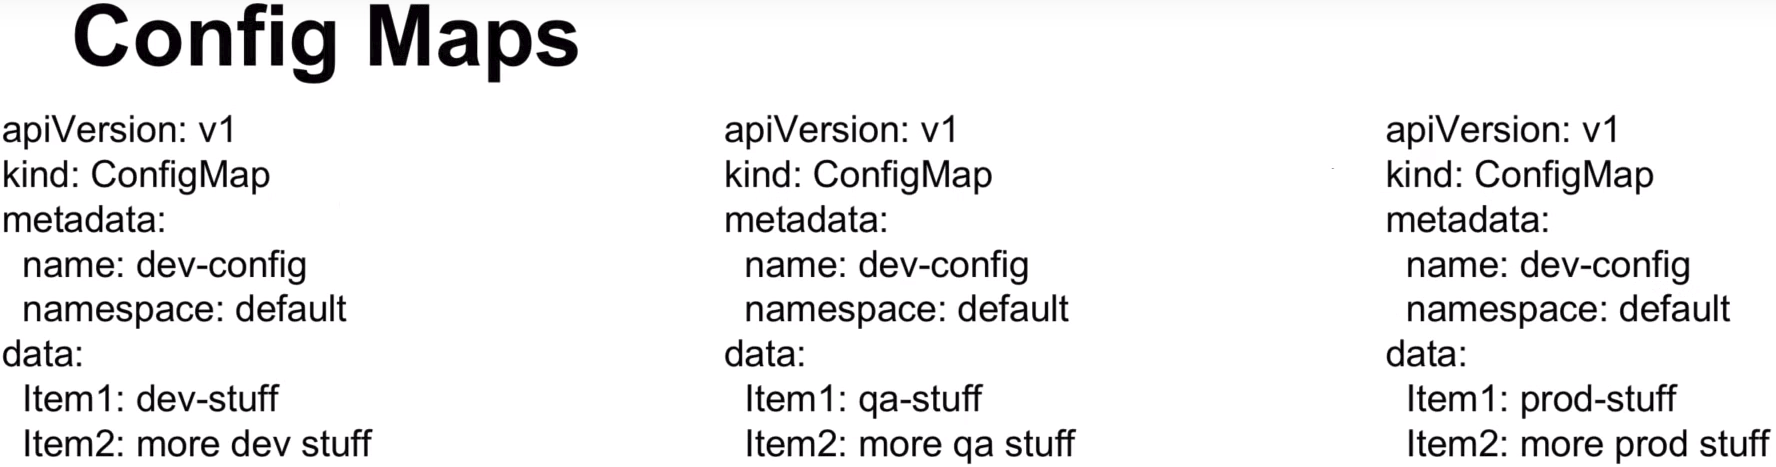 Config Maps
apiVersion: v1
kind: ConfigMap
metadata:
  name: dev-config
  namespace: default
data:
  Item1: dev-stuff
  Item2: more dev stuff
apiVersion: v1
kind: ConfigMap
metadata:
  name: dev-config
  namespace: default
data:
  Item1: qa-stuff
  Item2: more qa stuff
apiVersion: v1
kind: ConfigMap
metadata:
  name: dev-config
  namespace: default
data:
  Item1: prod-stuff
  Item2: more prod stuff